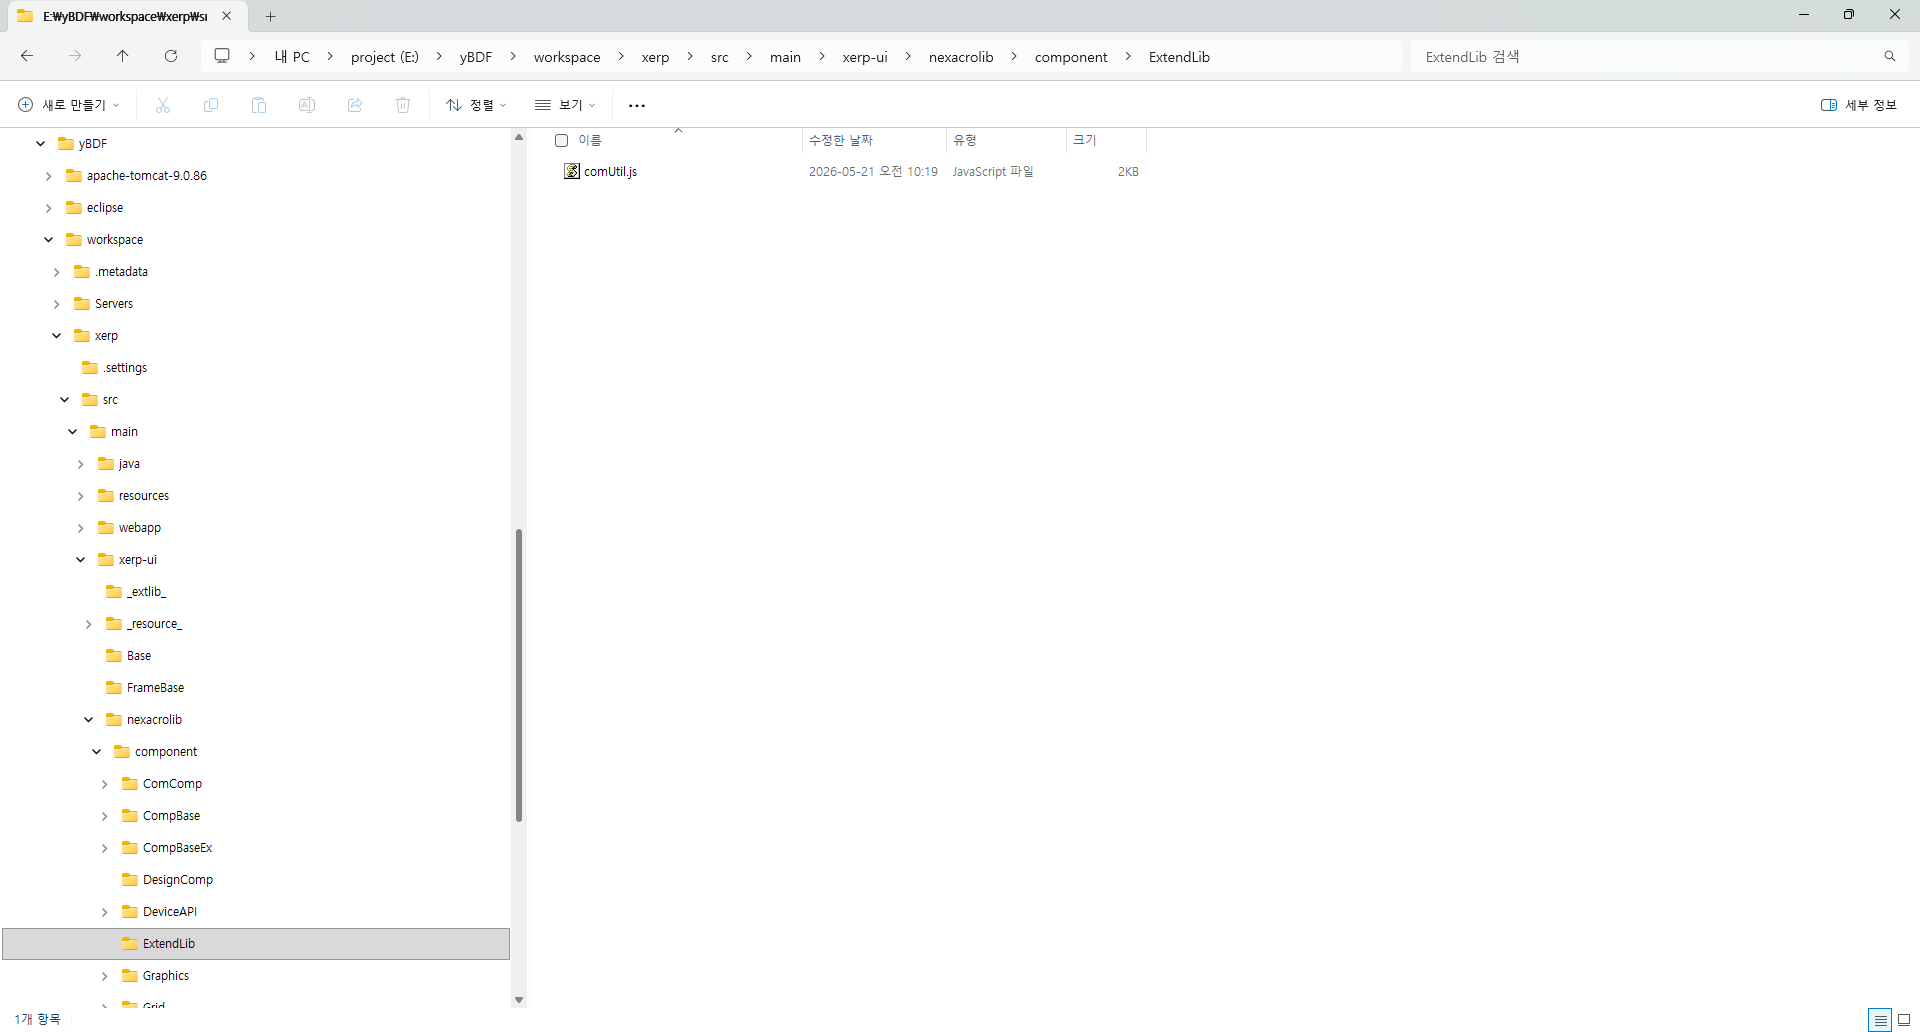 E:₩yBDF₩workspace₩xerp₩sr
내 PC
project (E:)
yBDF
workspace
xerp
src
main
xerp-ui
nexacrolib
component
ExtendLib
ExtendLib 검색
새로 만들기
정렬
보기
세부 정보
yBDF
apache-tomcat-9.0.86
eclipse
workspace
.metadata
Servers
xerp
.settings
src
main
java
resources
webapp
xerp-ui
_extlib_
_resource_
Base
FrameBase
nexacrolib
component
ComComp
CompBase
CompBaseEx
DesignComp
DeviceAPI
ExtendLib
Graphics
Grid
이름 수정한 날짜 유형 크기
comUtil.js 2026-05-21 오전 10:19 JavaScript 파일 2KB
1개 항목